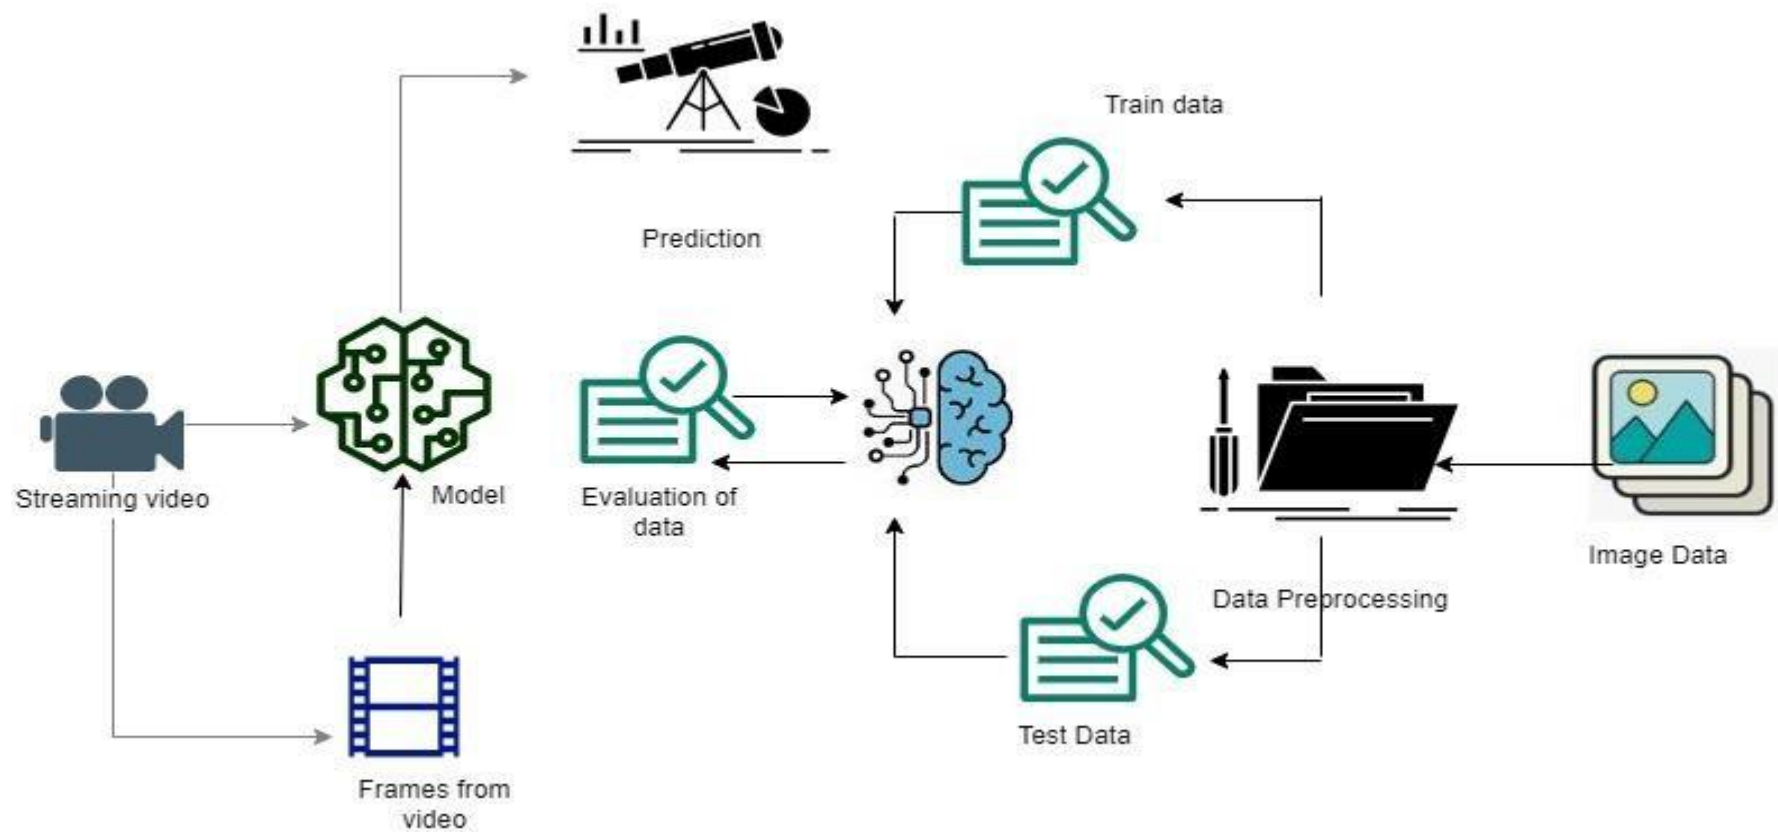 Train data
Prediction
Streaming video
Model
Evaluation of
data
Image Data
Data Preprocessing
Test Data
Frames from
video